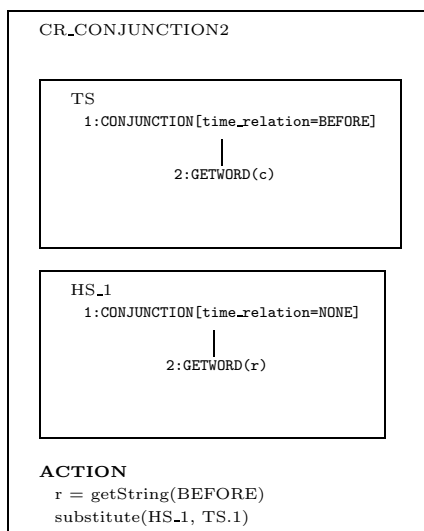 CR_CONJUNCTION2
TS
1:CONJUNCTION[time_relation=BEFORE]
2:GETWORD(c)
HS_1
1:CONJUNCTION[time_relation=NONE]
2:GETWORD(r)
ACTION
r = getString(BEFORE)
substitute(HS_1, TS.1)